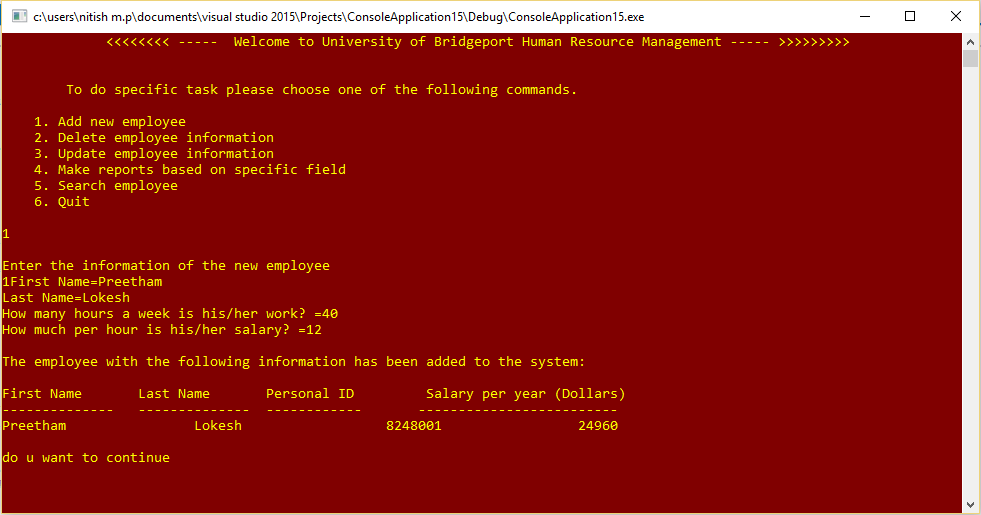 c:\users\nitish m.p\documents\visual studio 2015\Projects\ConsoleApplication15\Debug\ConsoleApplication15.exe
<<<<<<<< ----- Welcome to University of Bridgeport Human Resource Management ----- >>>>>>>>>
To do specific task please choose one of the following commands.
1. Add new employee
2. Delete employee information
3. Update employee information
4. Make reports based on specific field
5. Search employee
6. Quit
1
Enter the information of the new employee
1First Name=Preetham
Last Name=Lokesh
How many hours a week is his/her work? =40
How much per hour is his/her salary? =12
The employee with the following information has been added to the system:
First Name Last Name Personal ID Salary per year (Dollars)
-------------- -------------- ------------ -------------------------
Preetham Lokesh 8248001 24960
do u want to continue